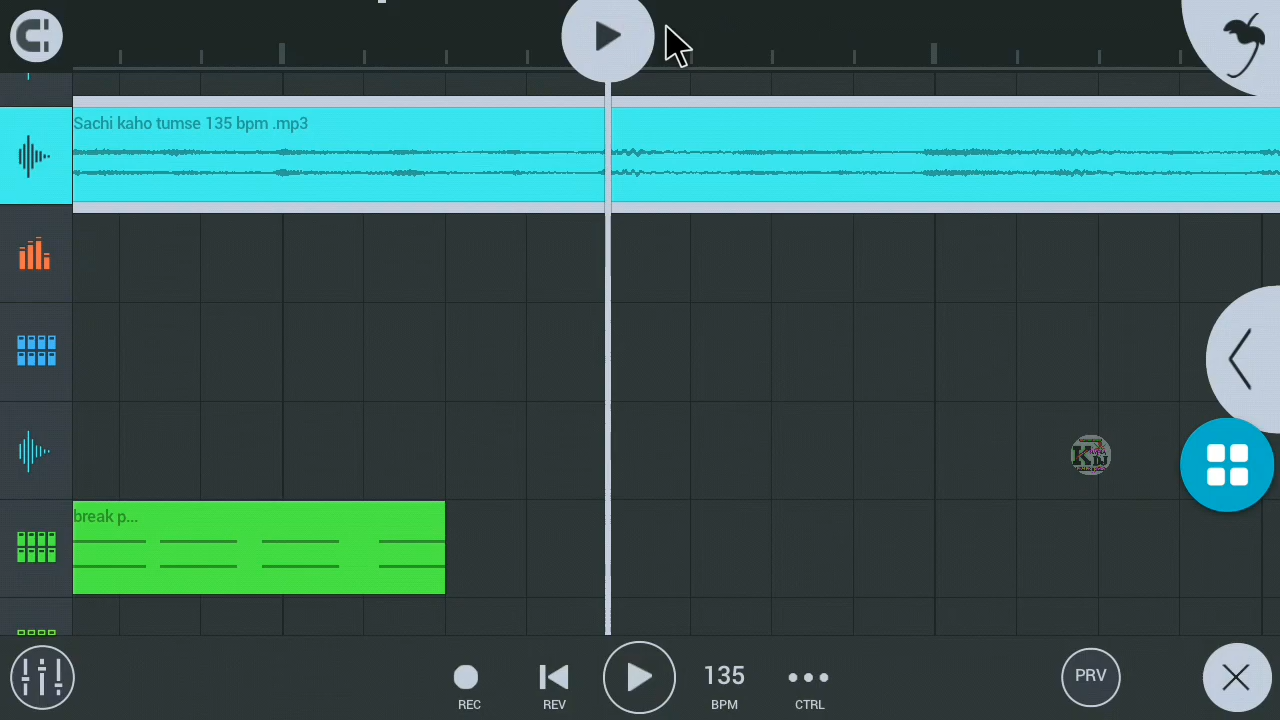 Sachi kaho tumse 135 bpm .mp3
break p...
135
REC
REV
BPM
CTRL
PRV